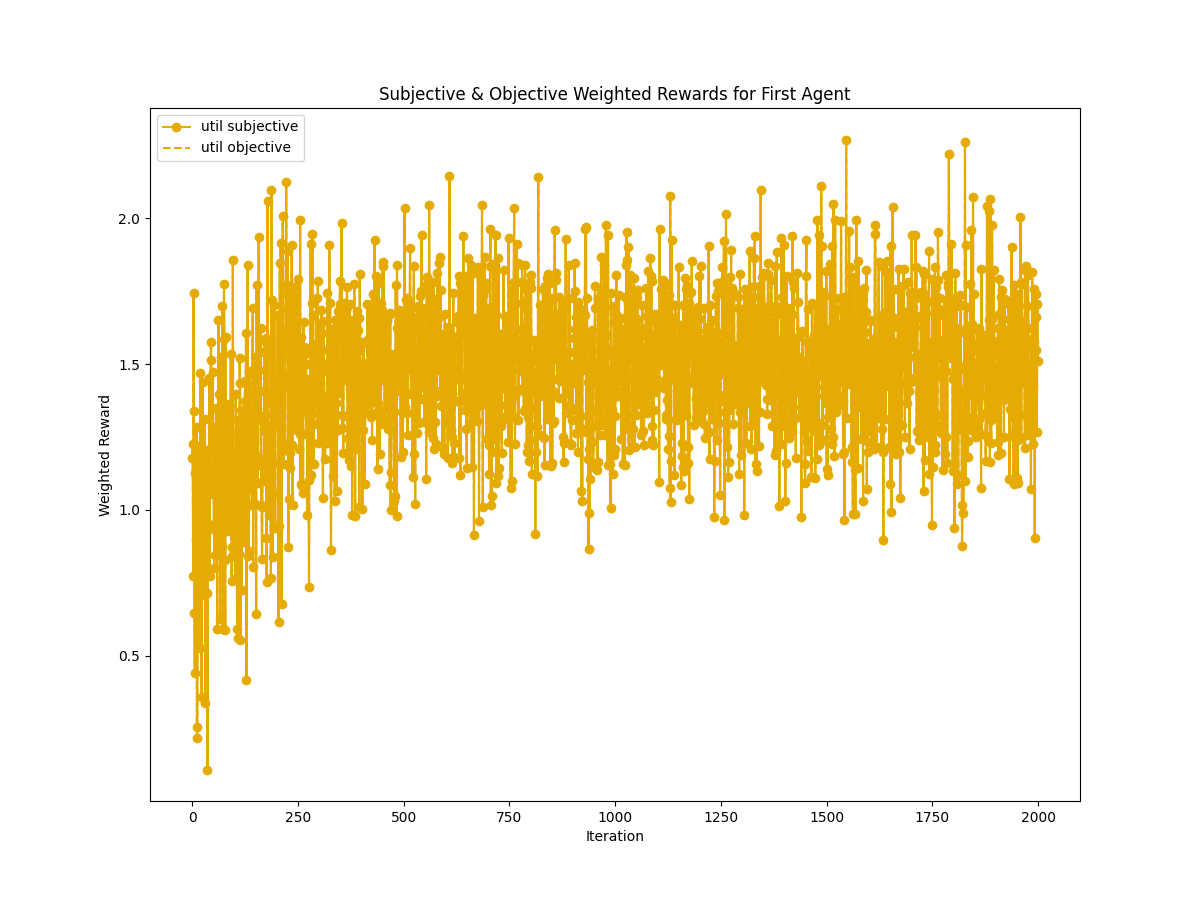 Subjective & Objective Weighted Rewards for First Agent
util subjective
util objective
Weighted Reward
2.0
1.5
1.0
0.5
0
250
500
750
1000
1250
1500
1750
2000
Iteration